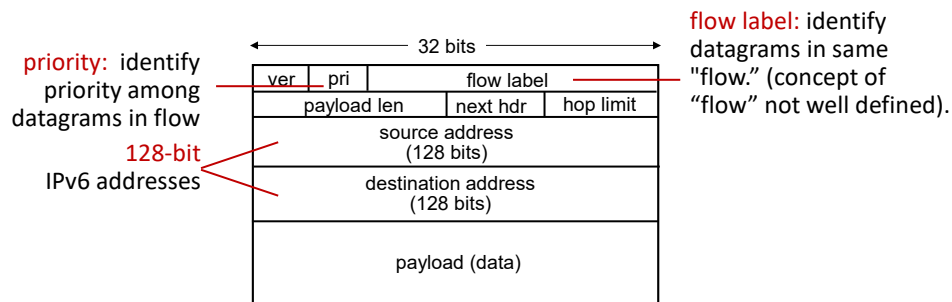 32 bits
priority: identify
priority among
datagrams in flow
128-bit
IPv6 addresses
ver pri flow label
payload len next hdr hop limit
source address
(128 bits)
destination address
(128 bits)
payload (data)
flow label: identify
datagrams in same
"flow.” (concept of
“flow” not well defined).